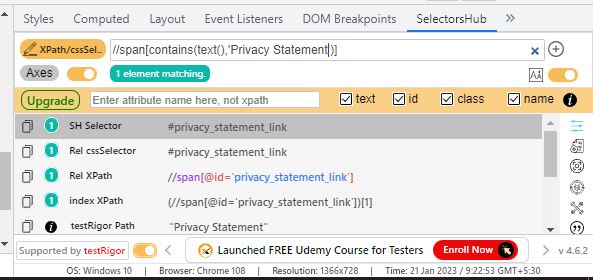 Styles Computed Layout Event Listeners DOM Breakpoints SelectorsHub
XPath/cssSel.. //span[contains(text(),'Privacy Statement')]
Axes 1 element matching.
Upgrade Enter attribute name here, not xpath text id class name
1 SH Selector #privacy_statement_link
1 Rel cssSelector #privacy_statement_link
1 Rel XPath //span[@id='privacy_statement_link']
1 index XPath (//span[@id='privacy_statement_link'])[1]
testRigor Path "Privacy Statement"
Supported by testRigor Launched FREE Udemy Course for Testers Enroll Now v 4.6.2
OS: Windows 10 | Browser: Chrome 108 | Resolution: 1366x728 | Time: 21 Jan 2023 / 9:22:53 GMT+5:30